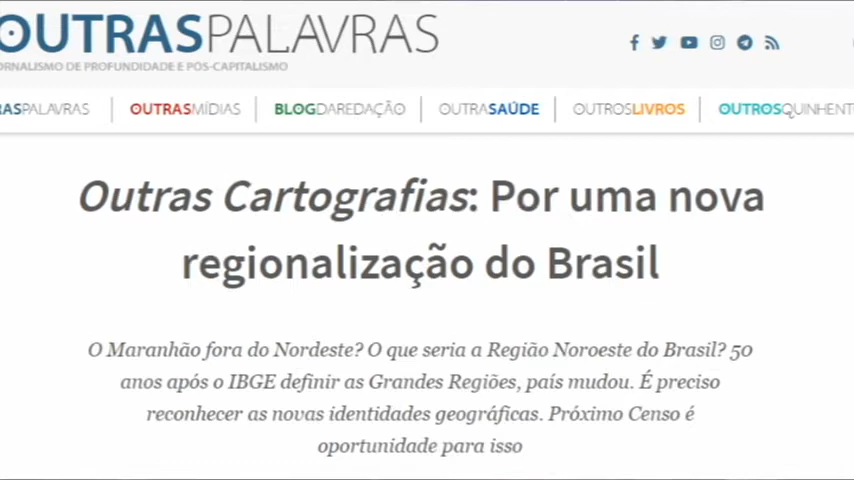 OUTRASPALAVRAS
ORNALISMO DE PROFUNDIDADE E PÓS-CAPITALISMO
RASPALAVRAS OUTRASMÍDIAS BLOGDAREDAÇÃO OUTRASAÚDE OUTROSLIVROS OUTROSQUINHENT
Outras Cartografias: Por uma nova
regionalização do Brasil
O Maranhão fora do Nordeste? O que seria a Região Noroeste do Brasil? 50
anos após o IBGE definir as Grandes Regiões, país mudou. É preciso
reconhecer as novas identidades geográficas. Próximo Censo é
oportunidade para isso